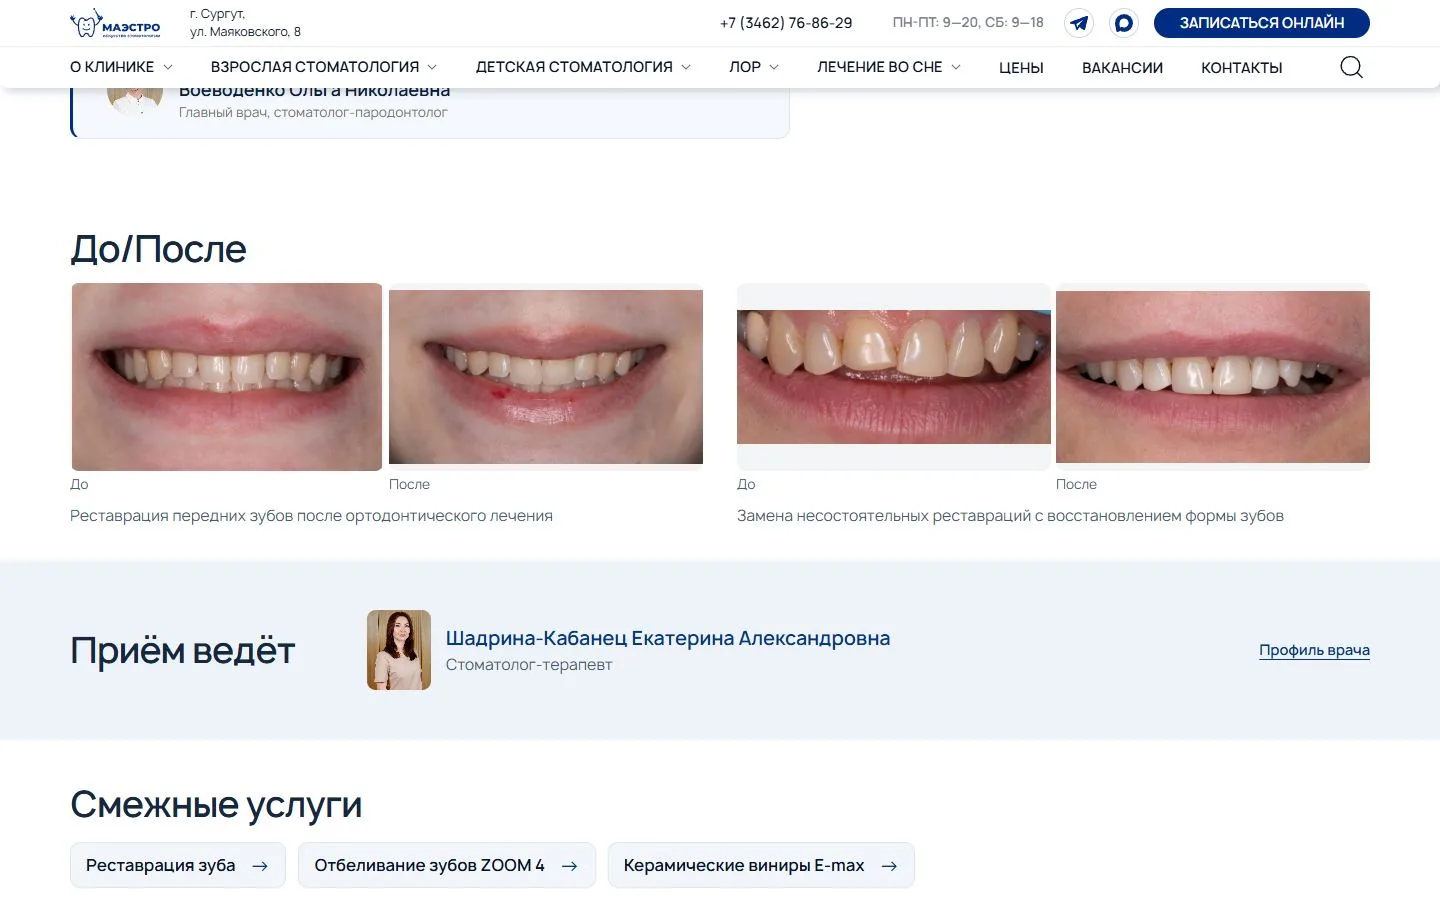 МАЭСТРО
г. Сургут,
ул. Маяковского, 8
+7 (3462) 76-86-29
ПН-ПТ: 9—20, СБ: 9—18
ЗАПИСАТЬСЯ ОНЛАЙН
О КЛИНИКЕ
ВЗРОСЛАЯ СТОМАТОЛОГИЯ
ДЕТСКАЯ СТОМАТОЛОГИЯ
ЛОР
ЛЕЧЕНИЕ ВО СНЕ
ЦЕНЫ
ВАКАНСИИ
КОНТАКТЫ
Воеводенко Ольга Николаевна
Главный врач, стоматолог-пародонтолог
До/После
До
После
Реставрация передних зубов после ортодонтического лечения
До
После
Замена несостоятельных реставраций с восстановлением формы зубов
Приём ведёт
Шадрина-Кабанец Екатерина Александровна
Стоматолог-терапевт
Профиль врача
Смежные услуги
Реставрация зуба →
Отбеливание зубов ZOOM 4 →
Керамические виниры E-max →